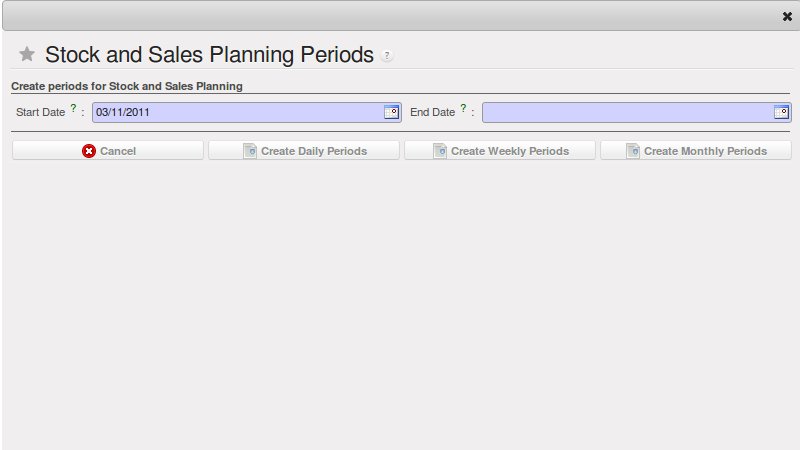 Stock and Sales Planning Periods ?
Create periods for Stock and Sales Planning
Start Date ? : 03/11/2011 End Date ? :
Cancel Create Daily Periods Create Weekly Periods Create Monthly Periods